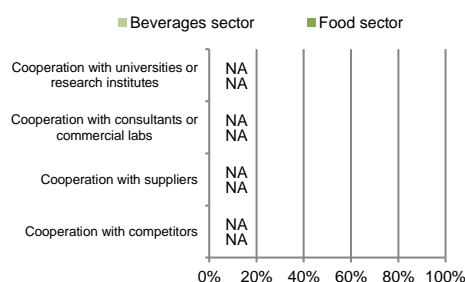 Beverages sector Food sector
Cooperation with universities or
research institutes
NA
NA
Cooperation with consultants or
commercial labs
NA
NA
Cooperation with suppliers
NA
NA
Cooperation with competitors
NA
NA
0% 20% 40% 60% 80% 100%